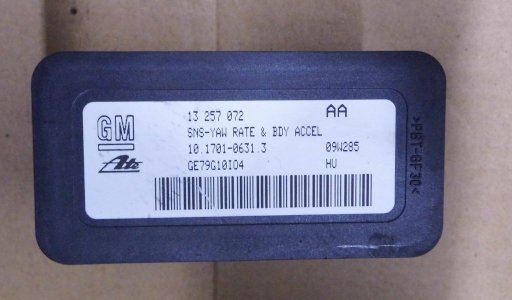 GM
Ate
13 257 072 AA
SNS-YAW RATE & BDY ACCEL
10.1701-0631.3 09W285
GE79G10I04 HU
>P6T-GF30<